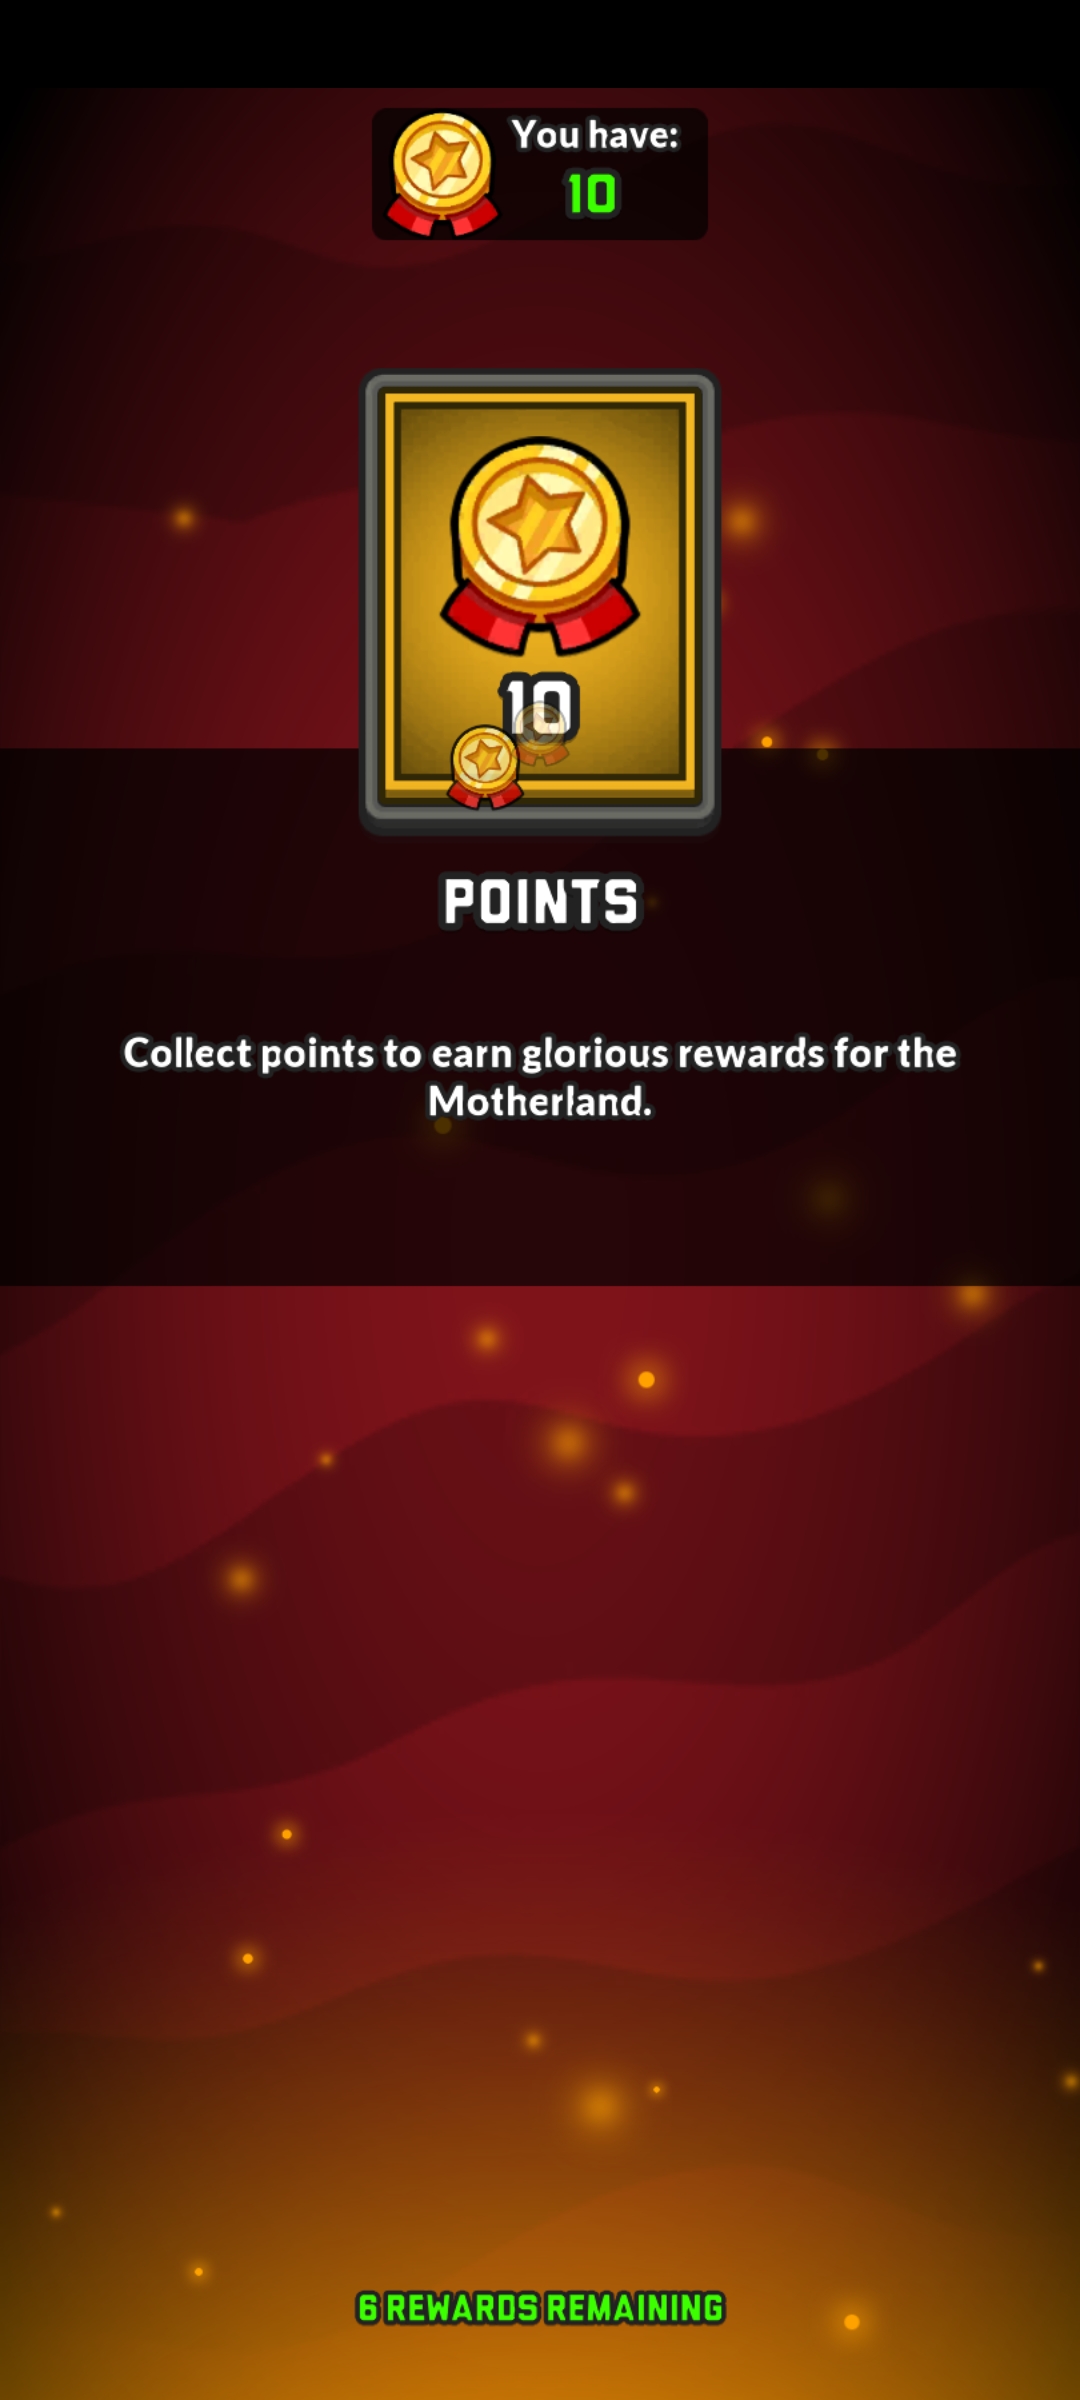 You have:
10
10
POINTS
Collect points to earn glorious rewards for the
Motherland.
6 REWARDS REMAINING